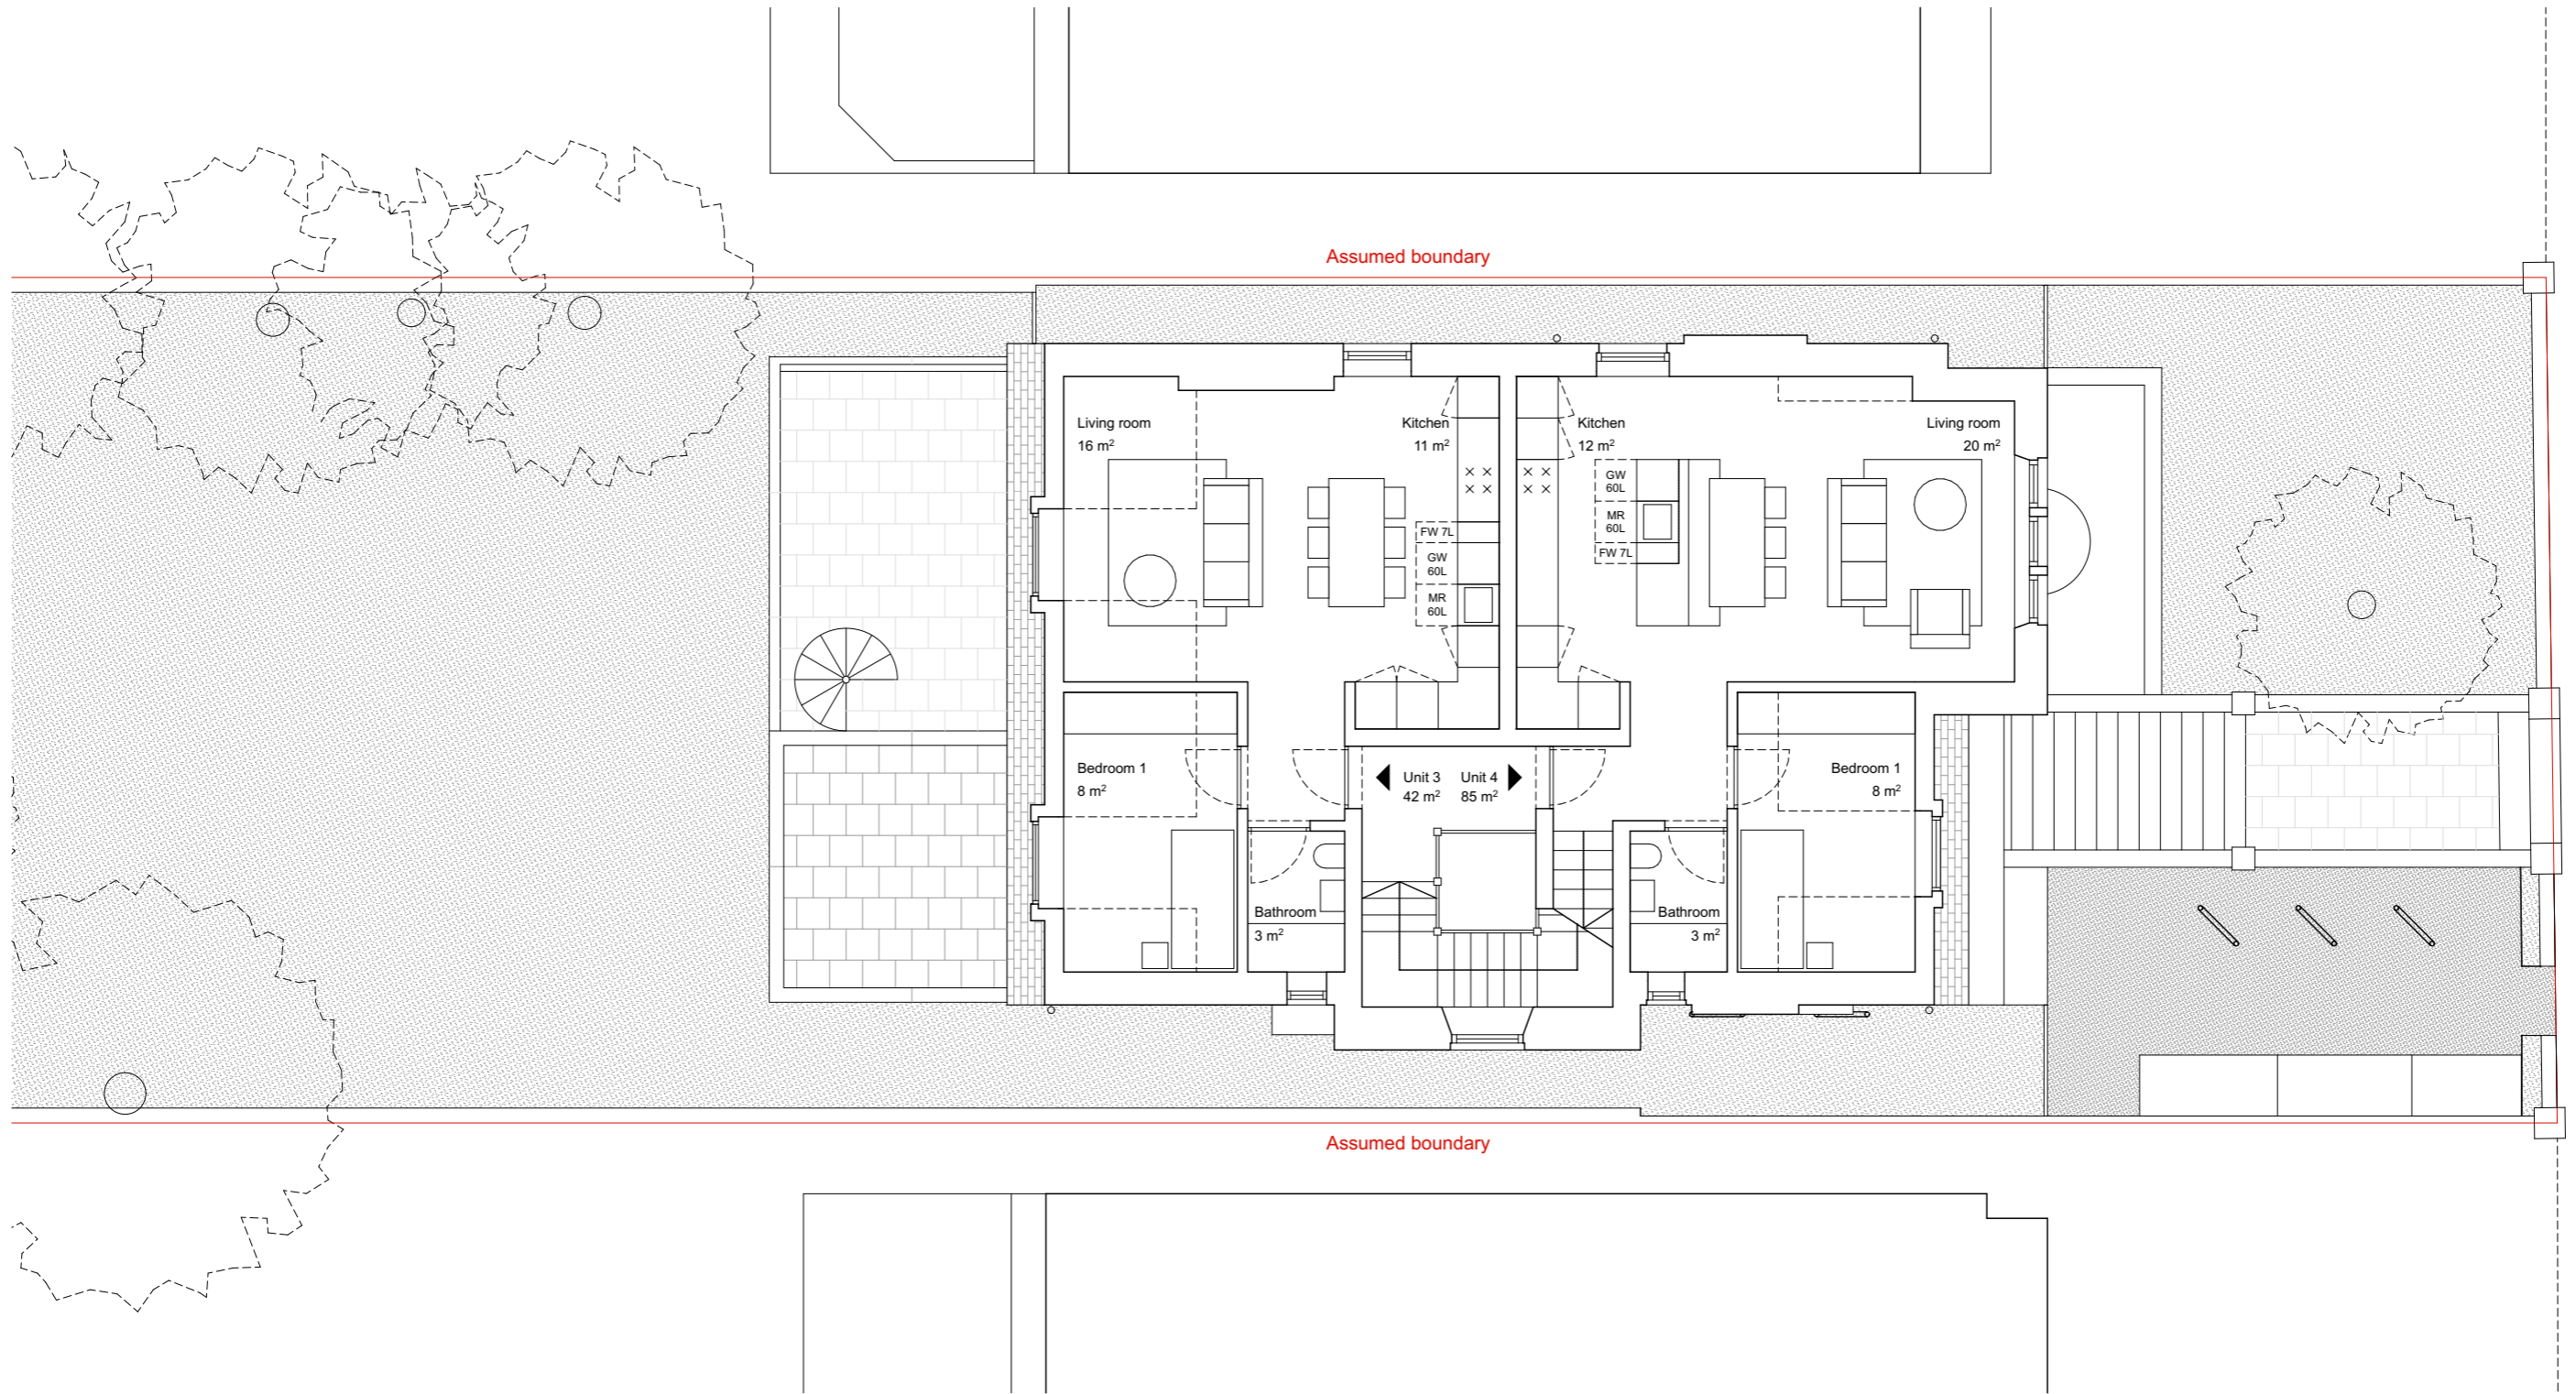 Assumed boundary
Living room
16 m²
Kitchen
11 m²
Kitchen
12 m²
Living room
20 m²
GW
60L
MR
60L
FW 7L
FW 7L
GW
60L
MR
60L
Bedroom 1
8 m²
Unit 3
42 m²
Unit 4
85 m²
Bedroom 1
8 m²
Bathroom
3 m²
Bathroom
3 m²
Assumed boundary